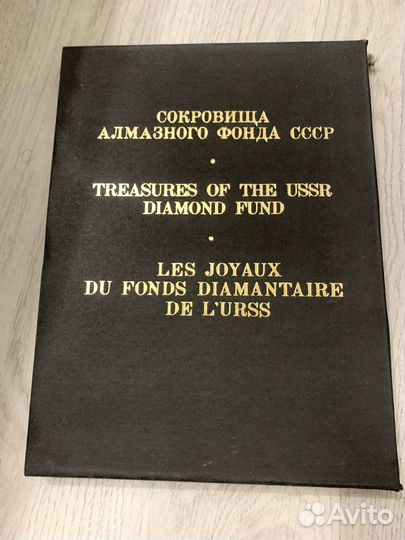 СОКРОВИЩА
АЛМАЗНОГО ФОНДА СССР
•
TREASURES OF THE USSR
DIAMOND FUND
•
LES JOYAUX
DU FONDS DIAMANTAIRE
DE L'URSS
Avito